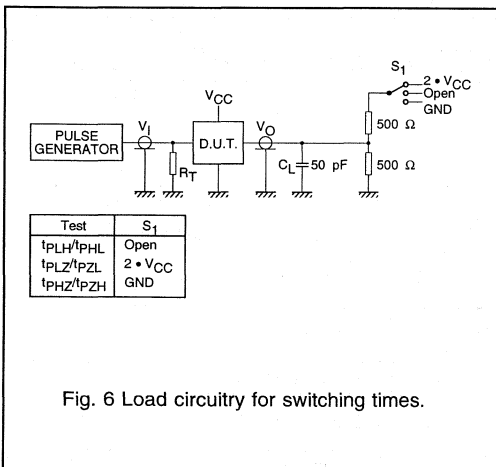 S1
2 • VCC
Open
GND
VCC
500 Ω
PULSE
GENERATOR
VI
D.U.T.
VO
RT
CL
50 pF
500 Ω
Test S1
tPLH/tPHL Open
tPLZ/tPZL 2 • VCC
tPHZ/tPZH GND
Fig. 6 Load circuitry for switching times.